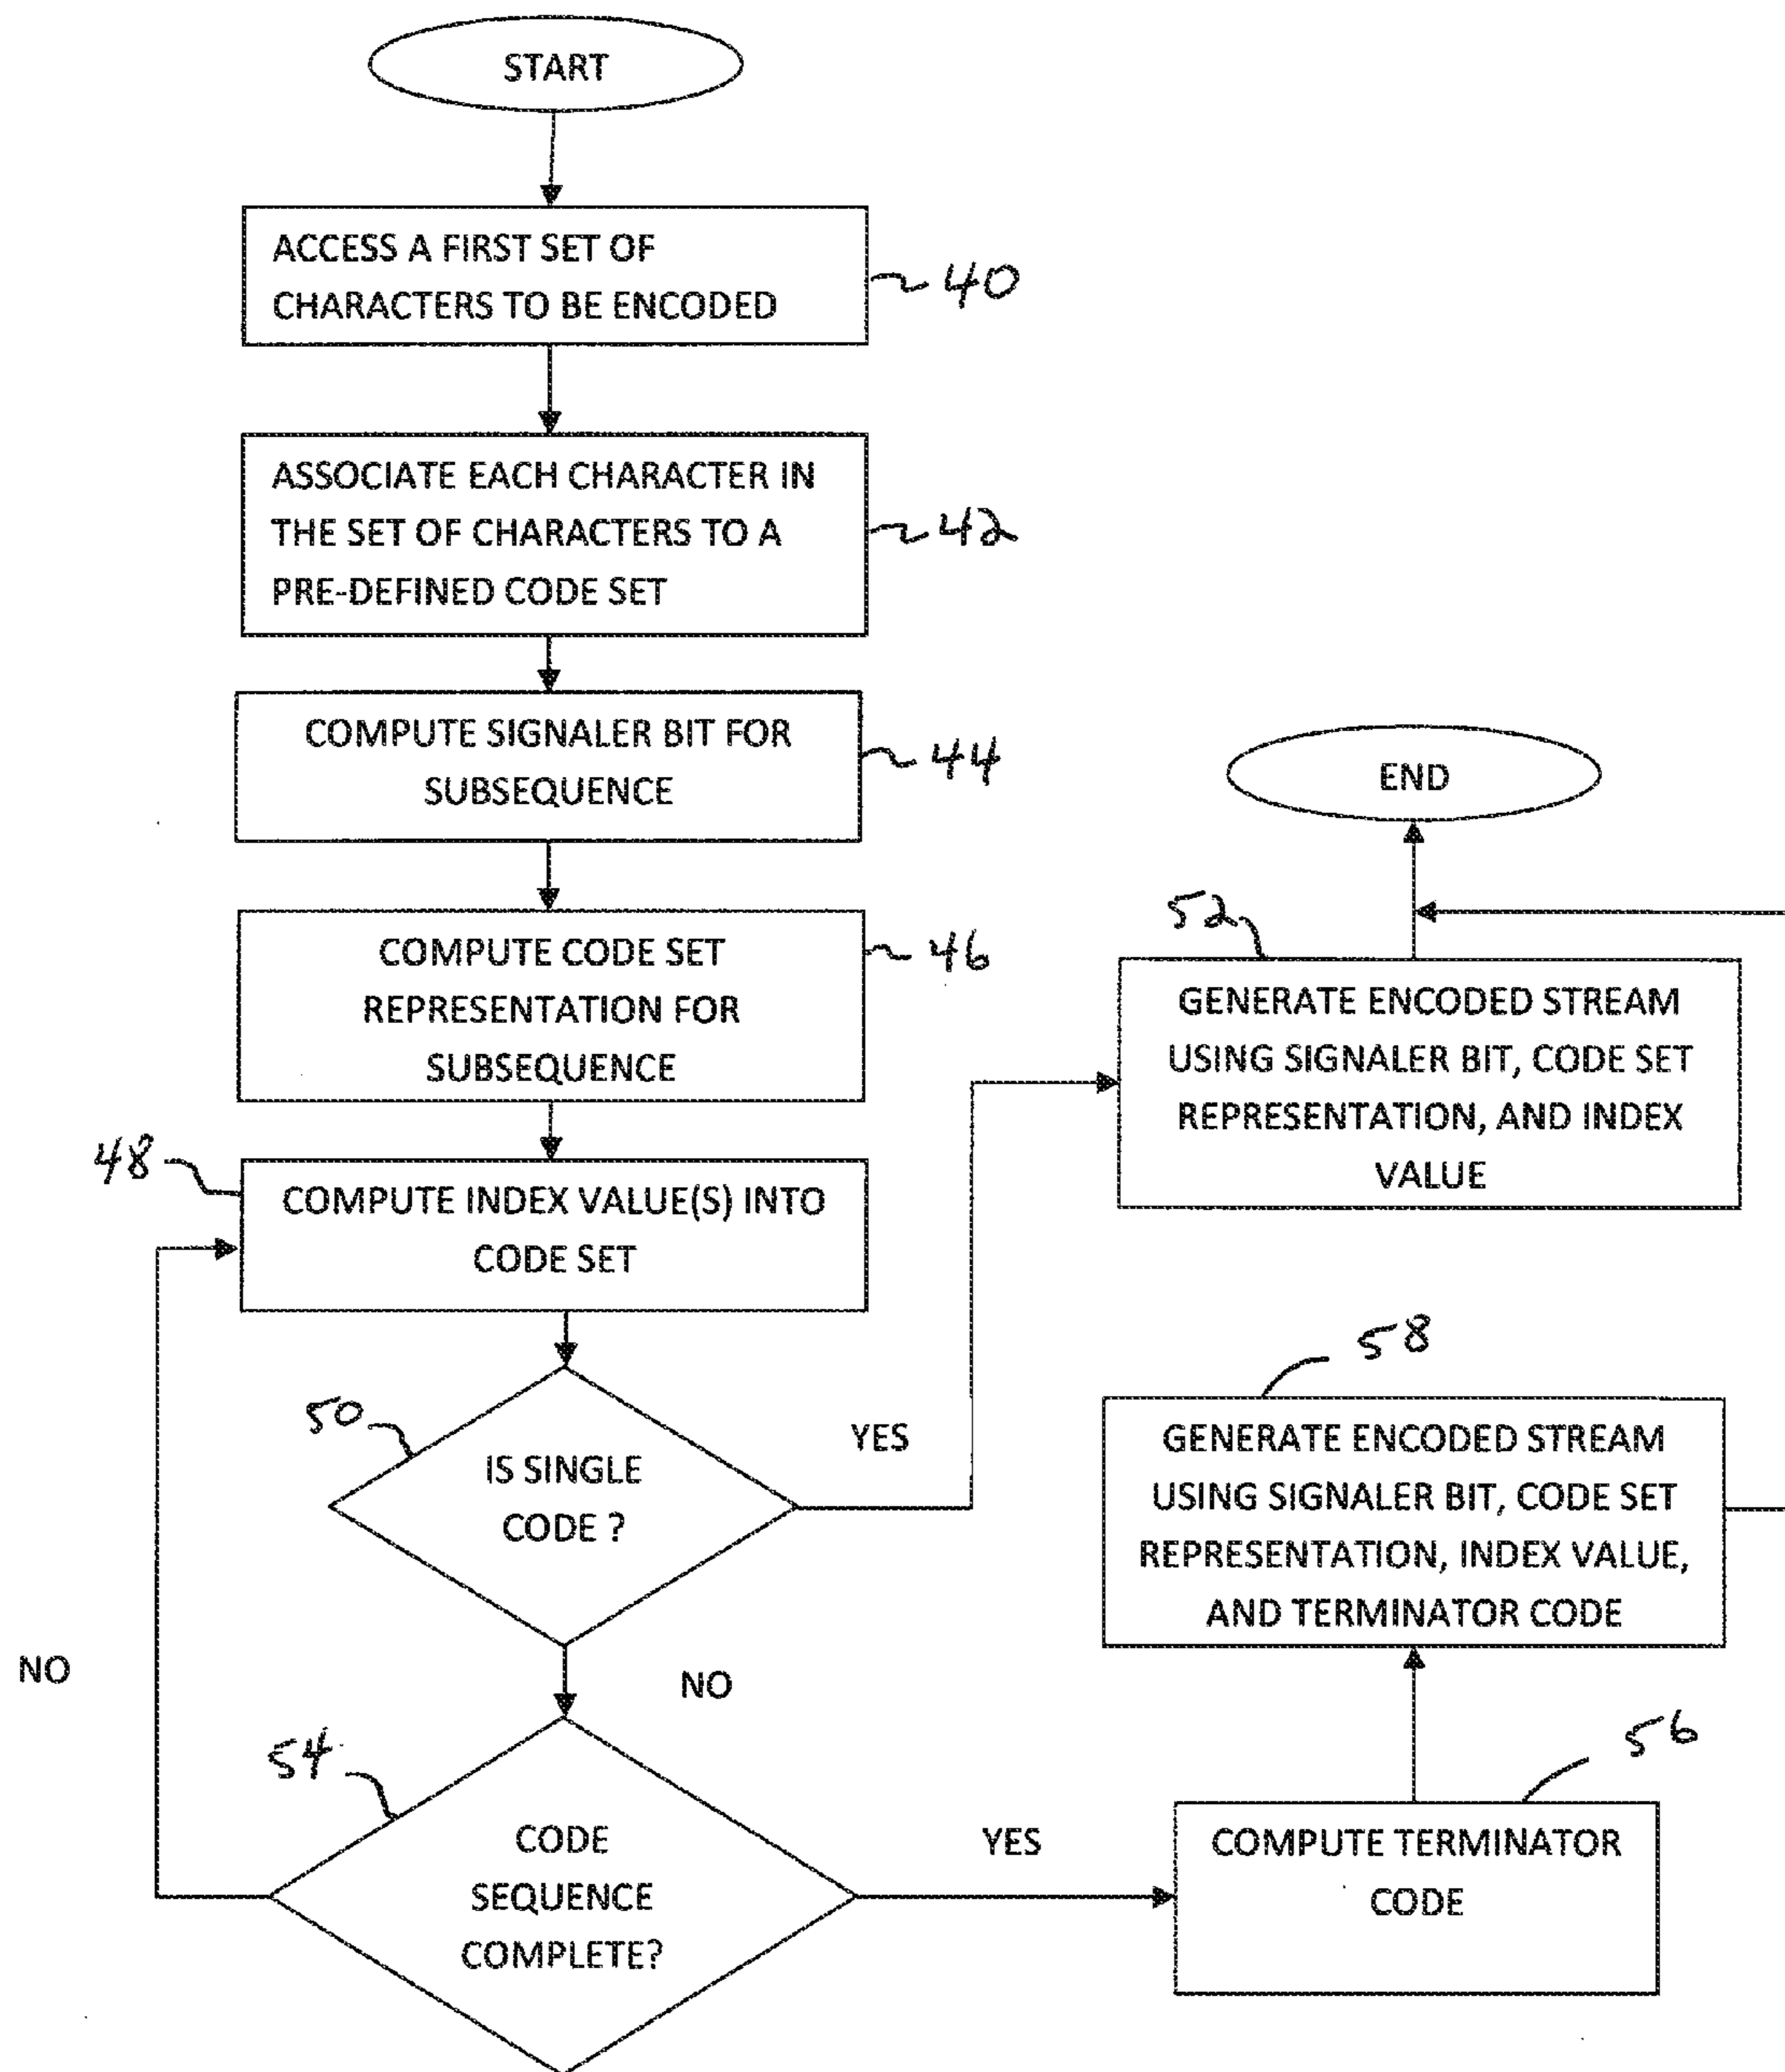 START
ACCESS A FIRST SET OF
CHARACTERS TO BE ENCODED
40
ASSOCIATE EACH CHARACTER IN
THE SET OF CHARACTERS TO A
PRE-DEFINED CODE SET
42
COMPUTE SIGNALER BIT FOR
SUBSEQUENCE
44
COMPUTE CODE SET
REPRESENTATION FOR
SUBSEQUENCE
46
48
COMPUTE INDEX VALUE(S) INTO
CODE SET
50
IS SINGLE
CODE ?
YES
NO
NO
54
CODE
SEQUENCE
COMPLETE?
YES
END
52
GENERATE ENCODED STREAM
USING SIGNALER BIT, CODE SET
REPRESENTATION, AND INDEX
VALUE
58
GENERATE ENCODED STREAM
USING SIGNALER BIT, CODE SET
REPRESENTATION, INDEX VALUE,
AND TERMINATOR CODE
56
COMPUTE TERMINATOR
CODE